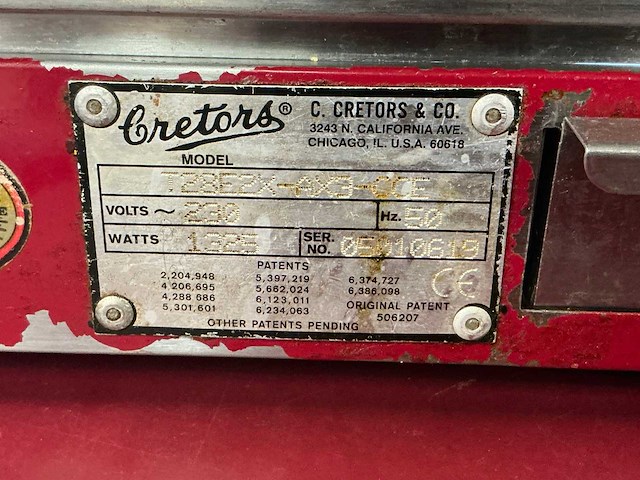 Cretors® C. CRETORS & CO.
3243 N. CALIFORNIA AVE.
CHICAGO, IL. U.S.A. 60618
MODEL
VOLTS ~ 230 Hz. 50
WATTS 1325 SER. NO.
PATENTS
2,204,948 5,397,219 6,374,727
4,206,695 5,662,024 6,386,098
4,288,686 6,123,011 ORIGINAL PATENT
5,301,601 6,234,063 506207
CE
OTHER PATENTS PENDING